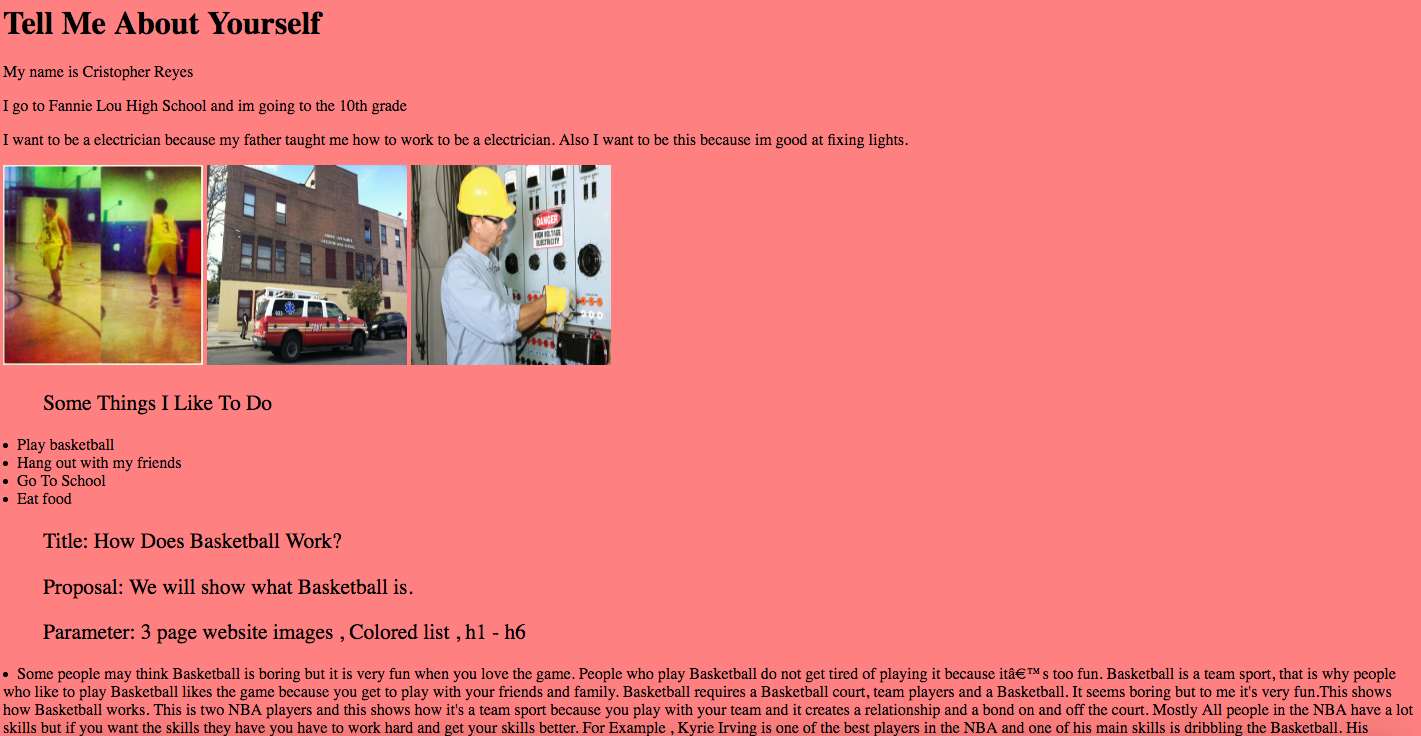 Tell Me About Yourself
My name is Cristopher Reyes
I go to Fannie Lou High School and im going to the 10th grade
I want to be a electrician because my father taught me how to work to be a electrician. Also I want to be this because im good at fixing lights.
3
DANGER
HIGH VOLTAGE
ELECTRICITY
FDNY
Some Things I Like To Do
• Play basketball
• Hang out with my friends
• Go To School
• Eat food
Title: How Does Basketball Work?
Proposal: We will show what Basketball is.
Parameter: 3 page website images , Colored list , h1 - h6
• Some people may think Basketball is boring but it is very fun when you love the game. People who play Basketball do not get tired of playing it because itâ€™s too fun. Basketball is a team sport, that is why people
who like to play Basketball likes the game because you get to play with your friends and family. Basketball requires a Basketball court, team players and a Basketball. It seems boring but to me it's very fun.This shows
how Basketball works. This is two NBA players and this shows how it's a team sport because you play with your team and it creates a relationship and a bond on and off the court. Mostly All people in the NBA have a lot
skills but if you want the skills they have you have to work hard and get your skills better. For Example , Kyrie Irving is one of the best players in the NBA and one of his main skills is dribbling the Basketball. His